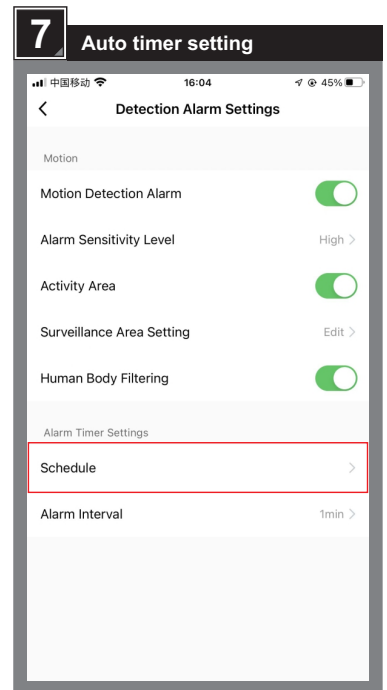 7 Auto timer setting
中国移动 16:04 45%
Detection Alarm Settings
Motion
Motion Detection Alarm
Alarm Sensitivity Level High >
Activity Area
Surveillance Area Setting Edit >
Human Body Filtering
Alarm Timer Settings
Schedule >
Alarm Interval 1min >